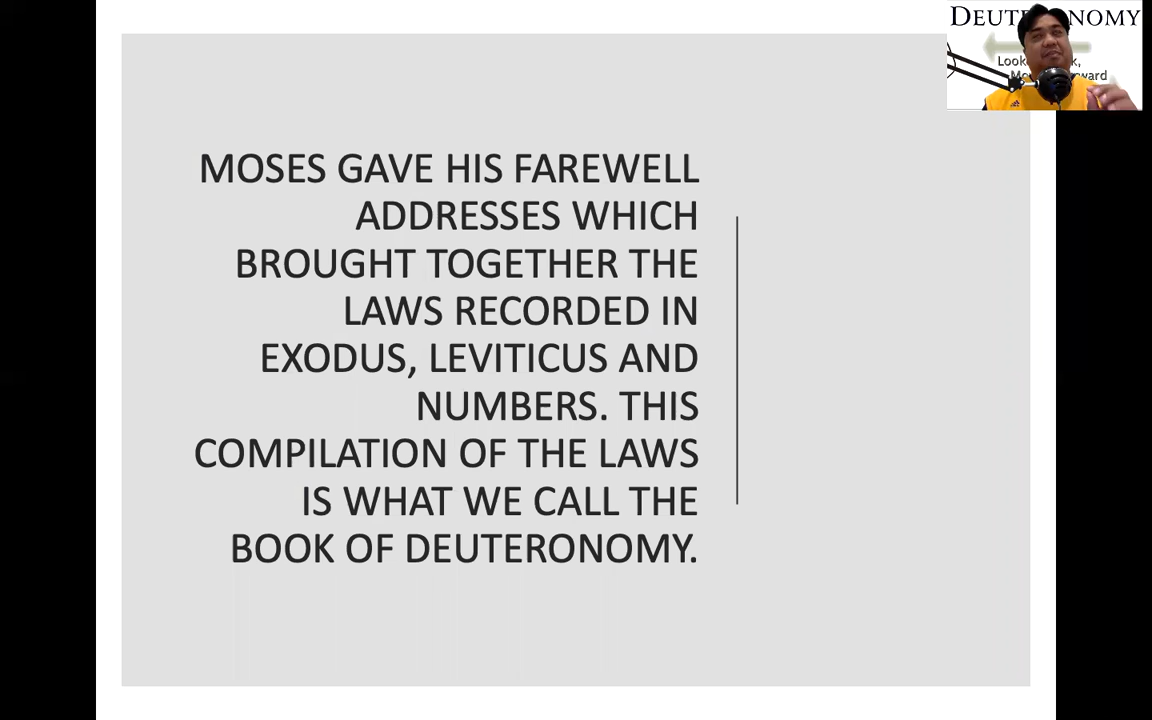 MOSES GAVE HIS FAREWELL
ADDRESSES WHICH
BROUGHT TOGETHER THE
LAWS RECORDED IN
EXODUS, LEVITICUS AND
NUMBERS. THIS
COMPILATION OF THE LAWS
IS WHAT WE CALL THE
BOOK OF DEUTERONOMY.